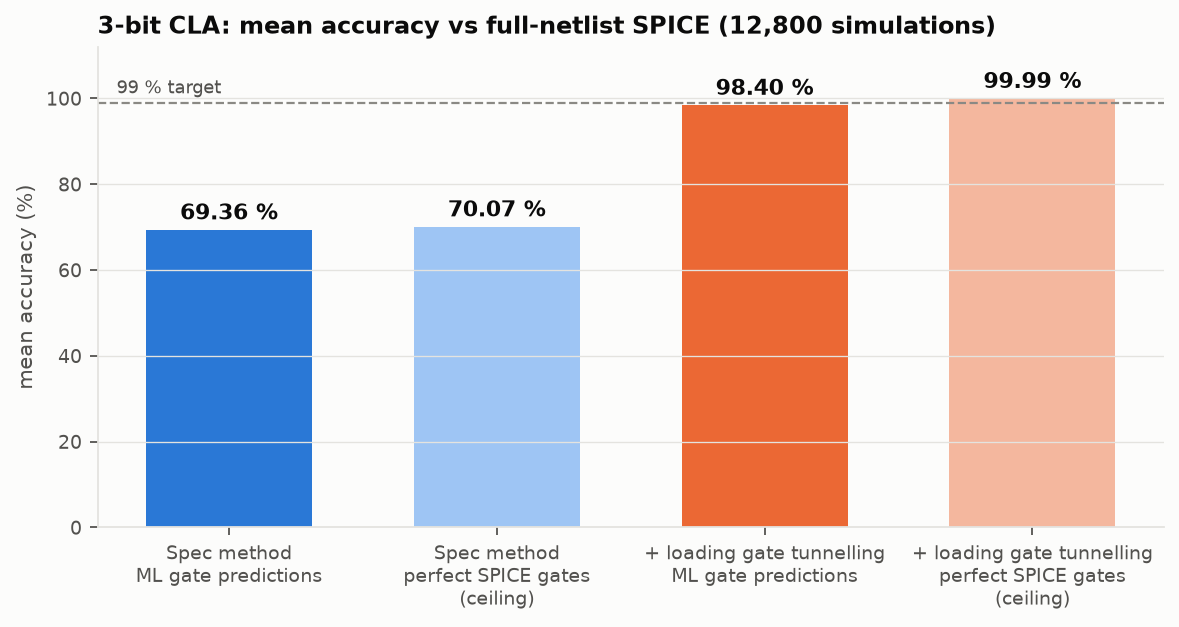 3-bit CLA: mean accuracy vs full-netlist SPICE (12,800 simulations)
mean accuracy (%)
100
80
60
40
20
0
99 % target
69.36 %
70.07 %
98.40 %
99.99 %
Spec method
ML gate predictions
Spec method
perfect SPICE gates
(ceiling)
+ loading gate tunnelling
ML gate predictions
+ loading gate tunnelling
perfect SPICE gates
(ceiling)